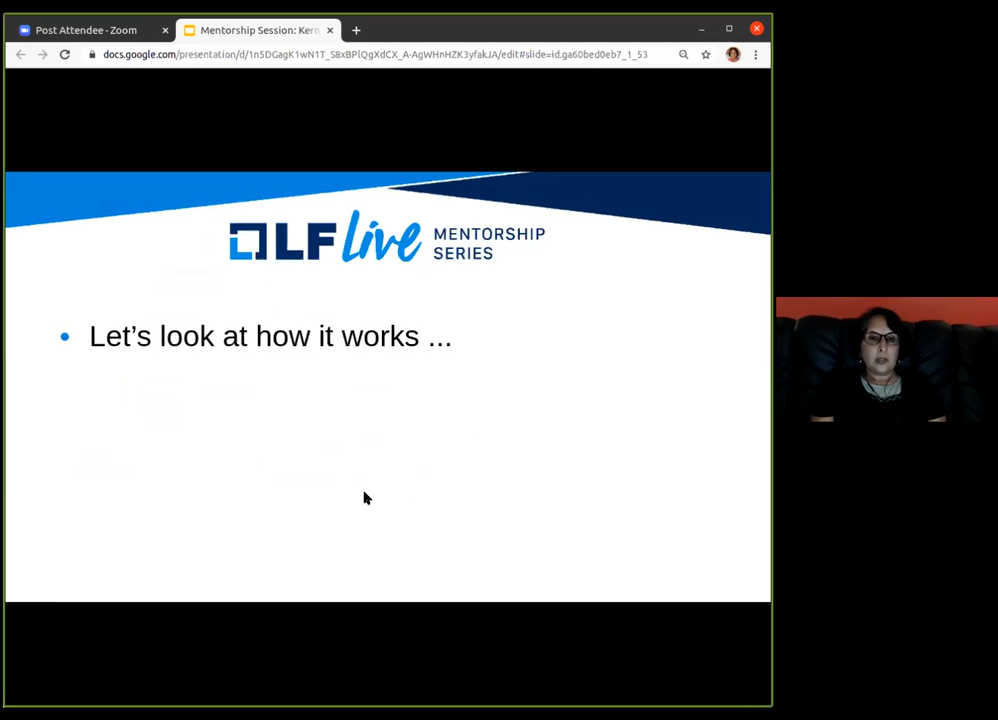 Post Attendee - Zoom
Mentorship Session: Kern
docs.google.com/presentation/d/1n5DGagK1wN1T_S8xBPlQgXdCX_A-AgWHnHZK3yfakJA/edit#slide=id.ga60bed0eb7_1_53
LF live MENTORSHIP
SERIES
• Let’s look at how it works ...